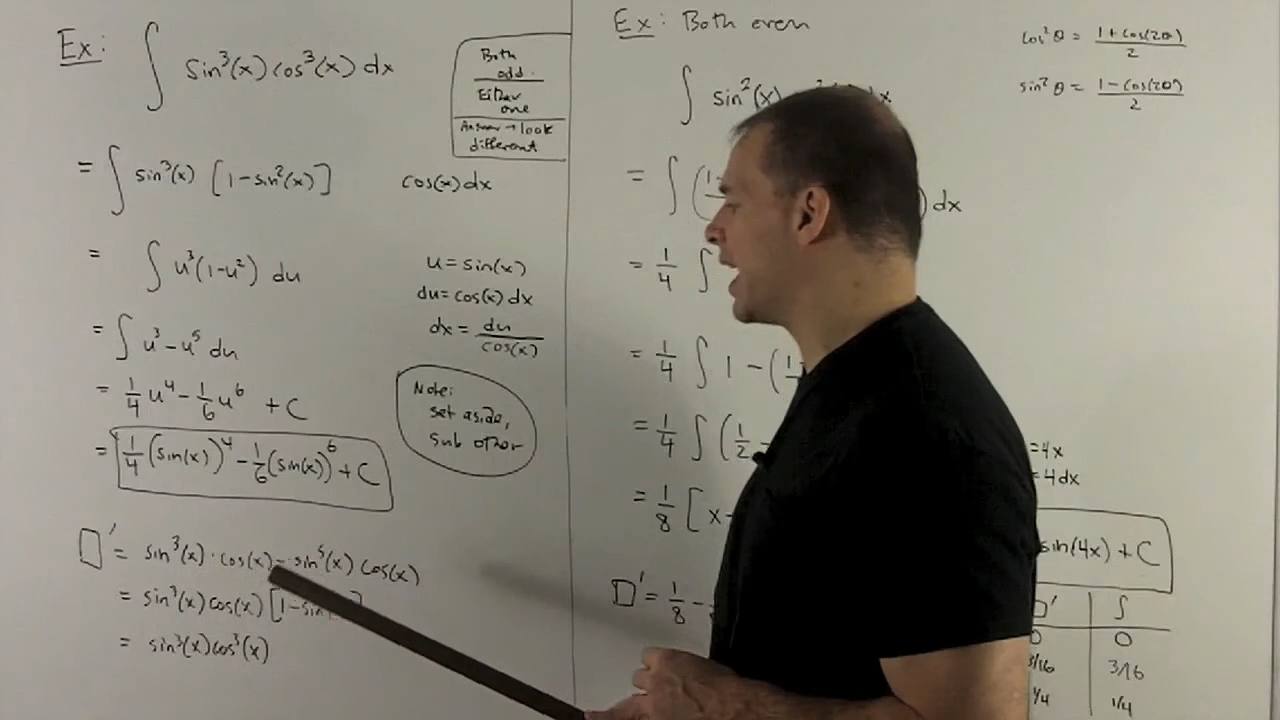 Ex: ∫ sin³(x) cos³(x) dx
Both odd.
Either one
Answer → look different
= ∫ sin³(x) [1-sin²(x)] cos(x) dx
= ∫ u³(1-u²) du
u = sin(x)
du = cos(x) dx
dx = du/cos(x)
= ∫ u³ - u⁵ du
= 1/4 u⁴ - 1/6 u⁶ + C
Note:
set aside,
sub other
= 1/4 (sin(x))⁴ - 1/6 (sin(x))⁶ + C
□' = sin³(x) · cos(x) - sin⁵(x) cos(x)
= sin³(x) cos(x) [1-sin
= sin³(x) cos³(x)
Ex: Both even
∫ sin²(x) dx
= ∫ (1- ) dx
= 1/4 ∫
= 1/4 ∫ 1 - (1
= 1/4 ∫ (1/2 -
= 1/8 [x -
□' = 1/8 -
cos²θ = 1+cos(2θ)/2
sin²θ = 1-cos(2θ)/2
=4x
=4dx
sin(4x) + C
□' ∫
0 0
3/16 3/16
1/4 1/4